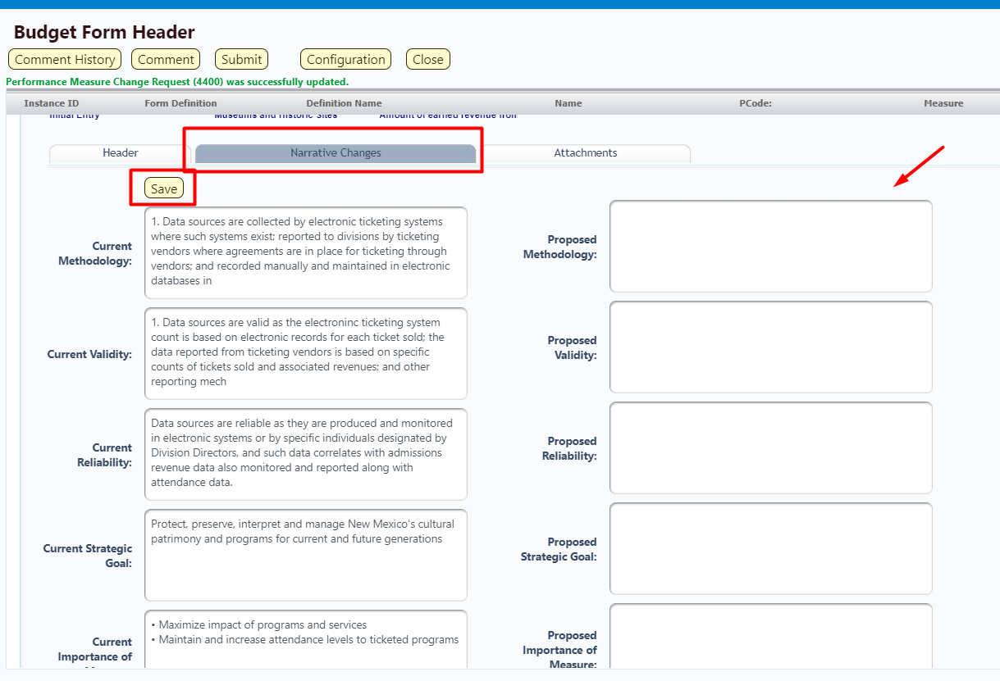 Budget Form Header
Comment History Comment Submit Configuration Close
Performance Measure Change Request (4400) was successfully updated.
Instance ID Form Definition Definition Name Name PCode: Measure
Initial Entry Museums and Historic Sites Amount of earned revenue from
Header Narrative Changes Attachments
Save
Current
Methodology:
1. Data sources are collected by electronic ticketing systems
where such systems exist; reported to divisions by ticketing
vendors where agreements are in place for ticketing through
vendors; and recorded manually and maintained in electronic
databases in
Proposed
Methodology:
Current Validity:
1. Data sources are valid as the electroninc ticketing system
count is based on electronic records for each ticket sold; the
data reported from ticketing vendors is based on specific
counts of tickets sold and associated revenues; and other
reporting mech
Proposed
Validity:
Current
Reliability:
Data sources are reliable as they are produced and monitored
in electronic systems or by specific individuals designated by
Division Directors, and such data correlates with admissions
revenue data also monitored and reported along with
attendance data.
Proposed
Reliability:
Current Strategic
Goal:
Protect, preserve, interpret and manage New Mexico's cultural
patrimony and programs for current and future generations
Proposed
Strategic Goal:
Current
Importance of
• Maximize impact of programs and services
• Maintain and increase attendance levels to ticketed programs
Proposed
Importance of
Measure: